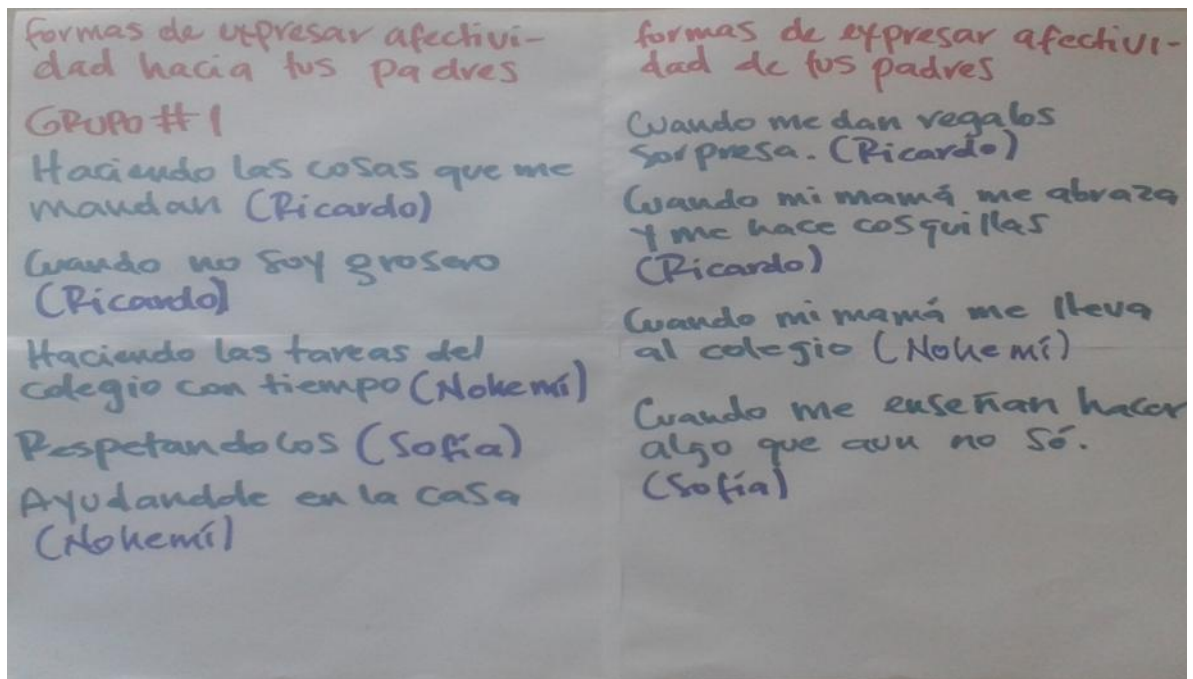 formas de expresar afectivi-
dad hacia tus padres
GRUPO #1
Haciendo las cosas que me
mandan (Ricardo)
Cuando no soy grosero
(Ricardo)
Haciendo las tareas del
colegio con tiempo (Nohemí)
Respetandolos (Sofía)
Ayudandole en la casa
(Nohemí)
formas de expresar afectivi-
dad de tus padres
Cuando me dan regalos
sorpresa. (Ricardo)
Cuando mi mamá me abraza
y me hace cosquillas
(Ricardo)
Cuando mi mamá me lleva
al colegio (Nohemí)
Cuando me enseñan hacer
algo que aun no sé.
(Sofía)